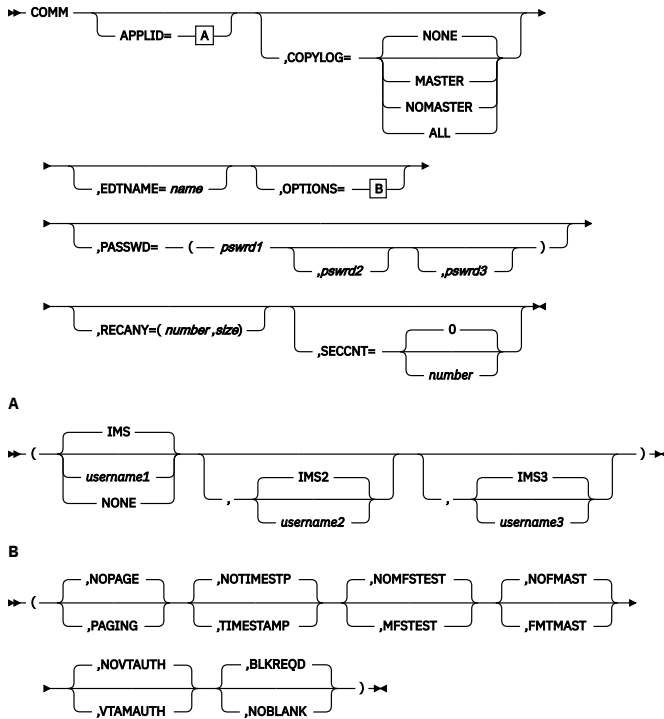 COMM
APPLID= A
,COPYLOG=
NONE
MASTER
NOMASTER
ALL
,EDTNAME= name
,OPTIONS= B
,PASSWD= ( pswrd1 ,pswrd2 ,pswrd3 )
,RECANY=( number ,size)
,SECCNT=
0
number
A
(
IMS
username1
NONE
,
IMS2
username2
,
IMS3
username3
)
B
(
,NOPAGE
,PAGING
,NOTIMESTP
,TIMESTAMP
,NOMFSTEST
,MFSTEST
,NOFMAST
,FMTMAST
,NOVTAUTH
,VTAMAUTH
,BLKREQD
,NOBLANK
)